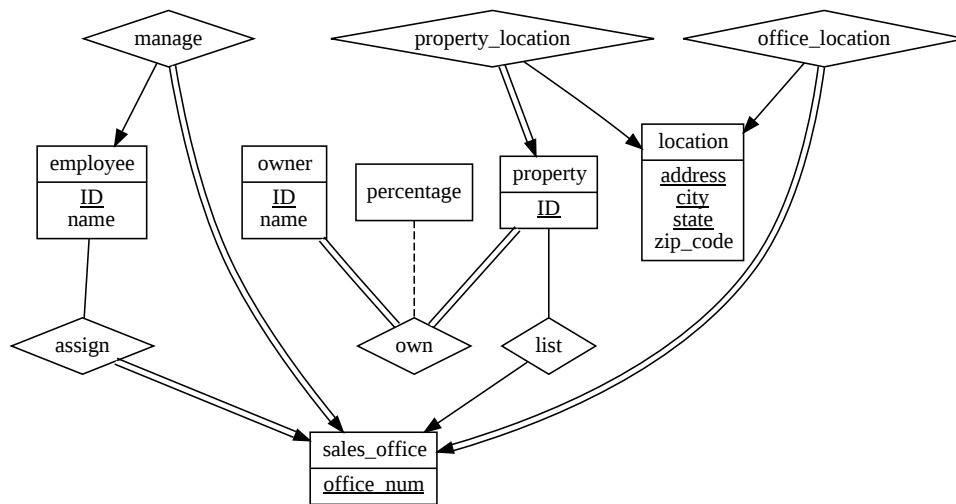 manage
property_location
office_location
employee
ID
name
owner
ID
name
percentage
property
ID
location
address
city
state
zip_code
assign
own
list
sales_office
office_num